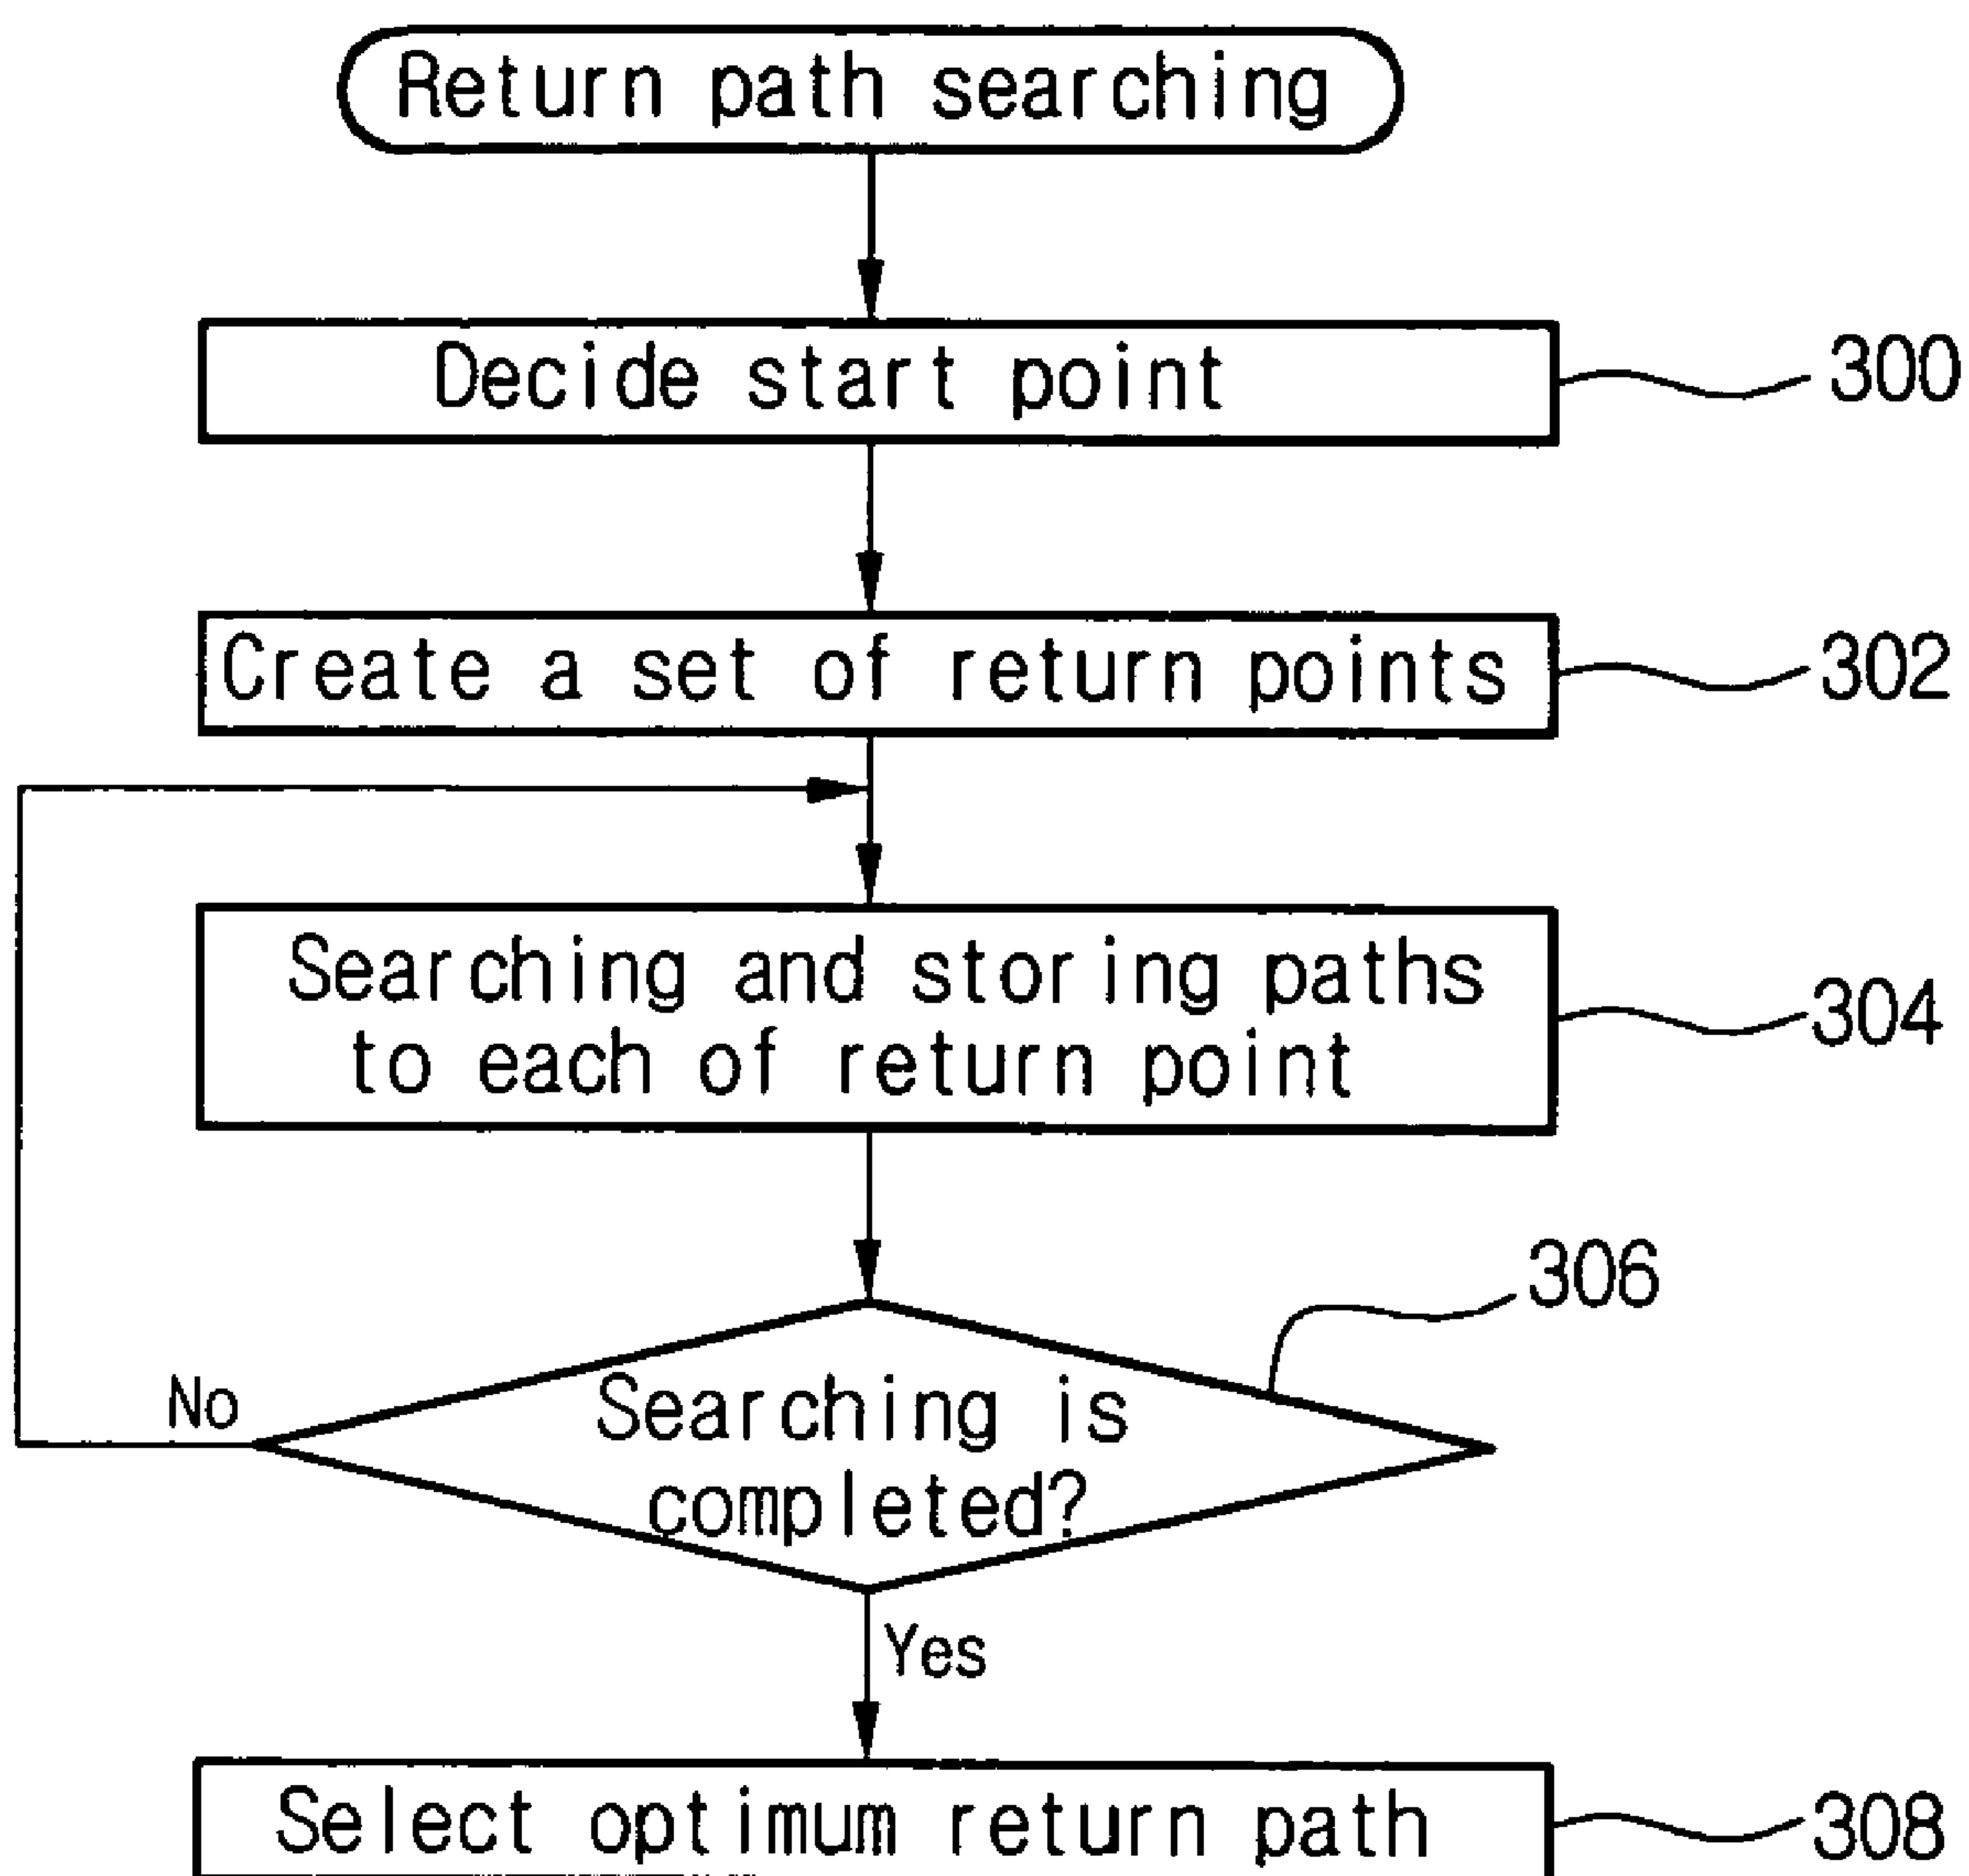 Return path searching
Decide start point
300
Create a set of return points
302
Searching and storing paths
to each of return point
304
306
Searching is
completed?
No
Yes
Select optimum return path
308